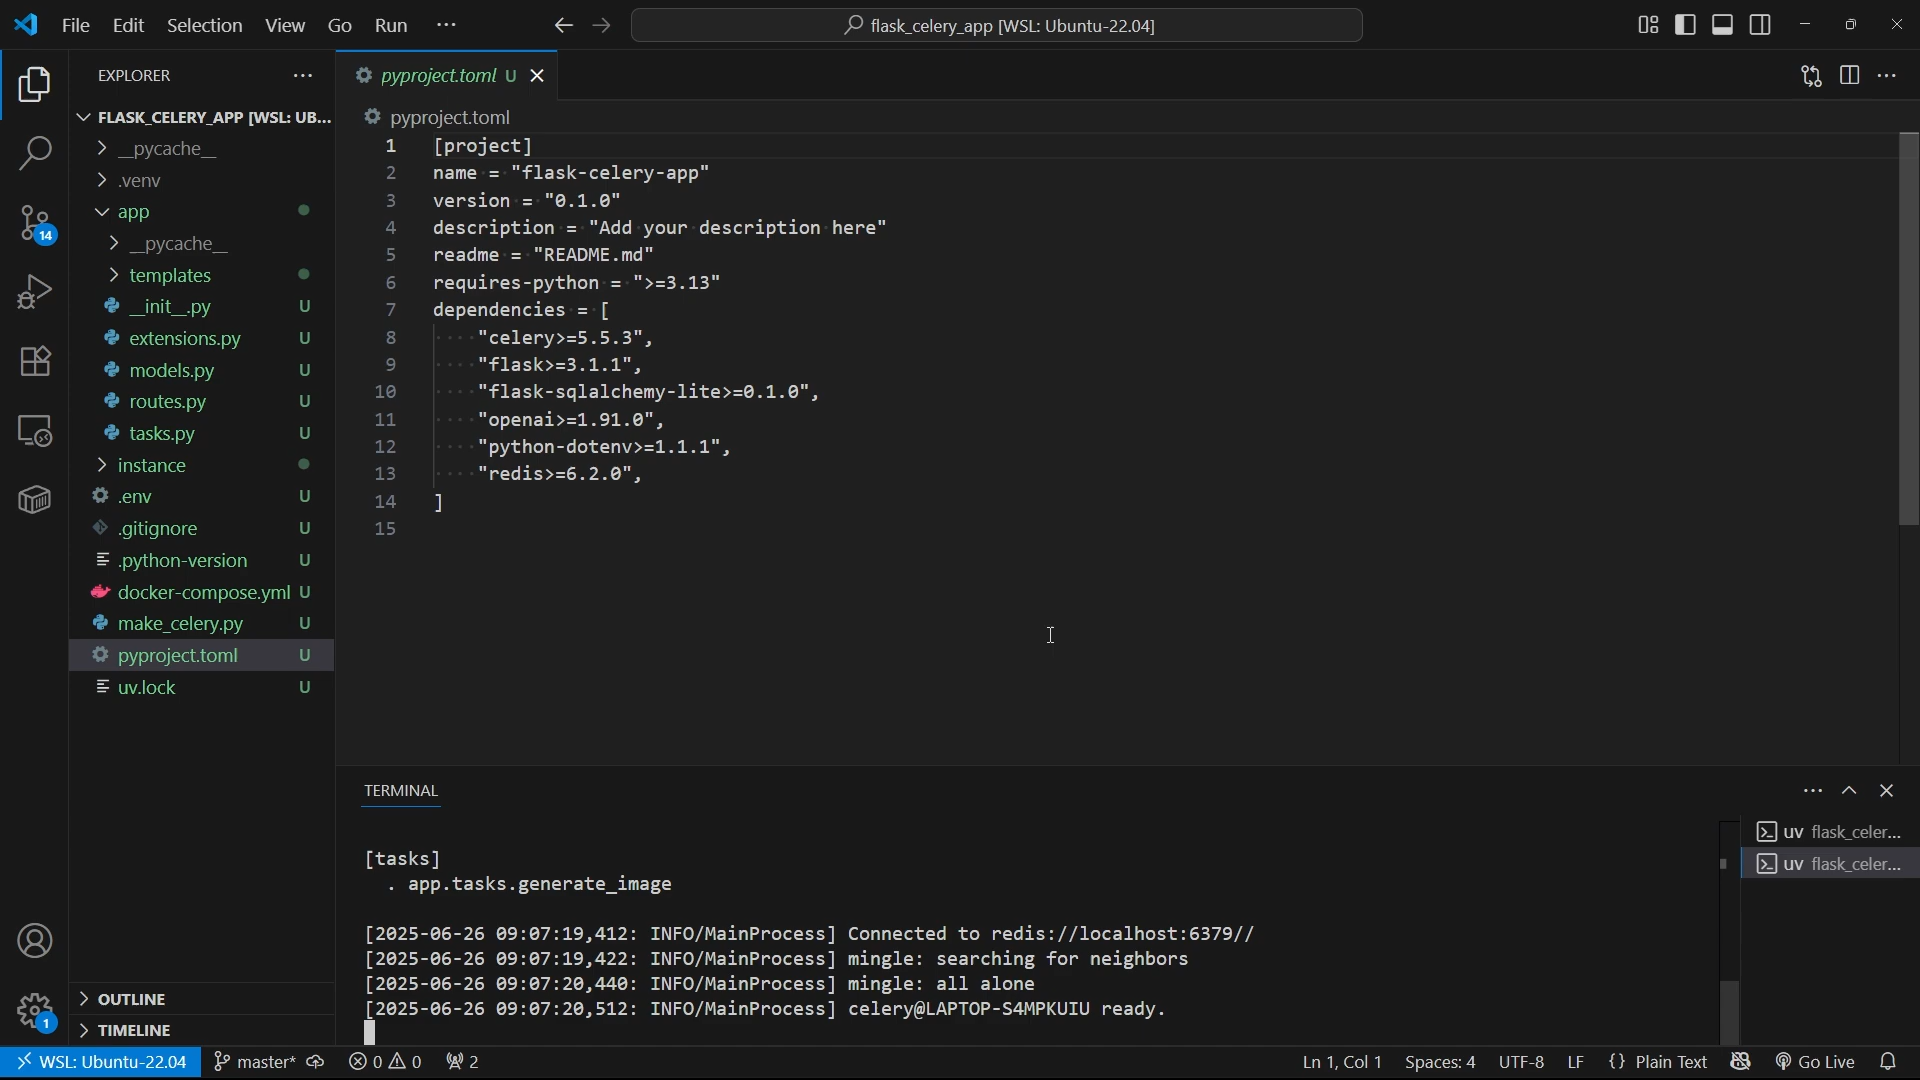 File Edit Selection View Go Run ···
flask_celery_app [WSL: Ubuntu-22.04]
EXPLORER
FLASK_CELERY_APP [WSL: UB...
__pycache__
.venv
app
__pycache__
templates
__init__.py U
extensions.py U
models.py U
routes.py U
tasks.py U
instance
.env U
.gitignore U
.python-version U
docker-compose.yml U
make_celery.py U
pyproject.toml U
uv.lock U
OUTLINE
TIMELINE
14
1
pyproject.toml U
pyproject.toml
1 [project]
2 name = "flask-celery-app"
3 version = "0.1.0"
4 description = "Add your description here"
5 readme = "README.md"
6 requires-python = ">=3.13"
7 dependencies = [
8 "celery>=5.5.3",
9 "flask>=3.1.1",
10 "flask-sqlalchemy-lite>=0.1.0",
11 "openai>=1.91.0",
12 "python-dotenv>=1.1.1",
13 "redis>=6.2.0",
14 ]
15
TERMINAL
[tasks]
. app.tasks.generate_image
[2025-06-26 09:07:19,412: INFO/MainProcess] Connected to redis://localhost:6379//
[2025-06-26 09:07:19,422: INFO/MainProcess] mingle: searching for neighbors
[2025-06-26 09:07:20,440: INFO/MainProcess] mingle: all alone
[2025-06-26 09:07:20,512: INFO/MainProcess] celery@LAPTOP-S4MPKUIU ready.
uv flask_celer...
uv flask_celer...
WSL: Ubuntu-22.04 master* 0 0 2 Ln 1, Col 1 Spaces: 4 UTF-8 LF {} Plain Text Go Live